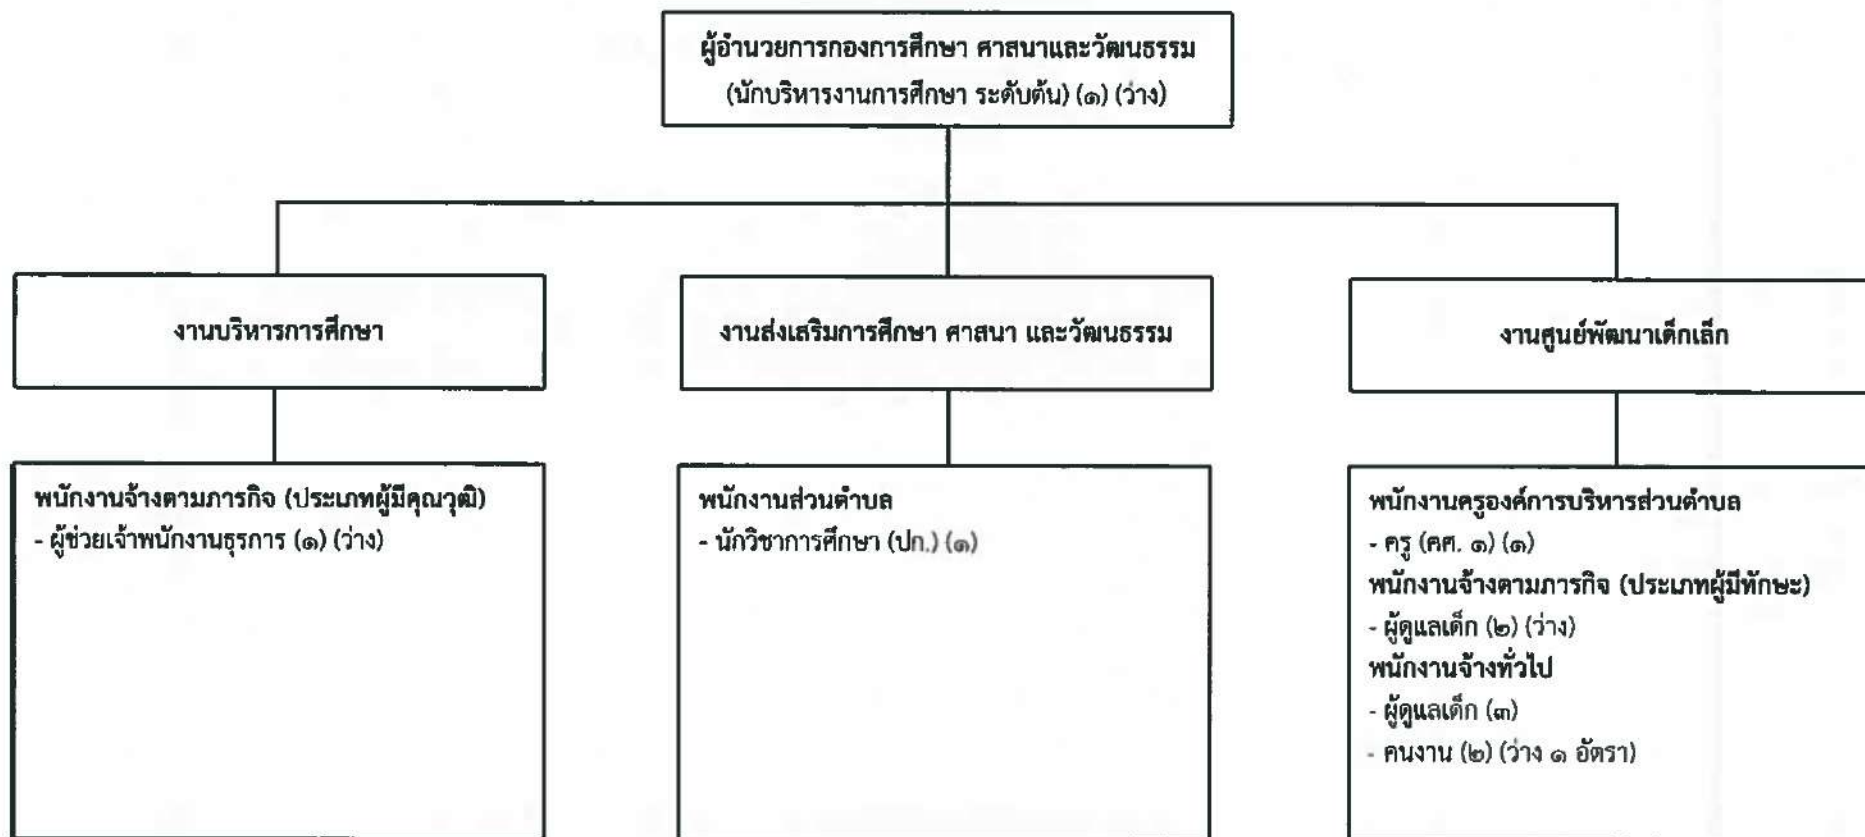 ผู้อำนวยการกองการศึกษา ศาสนาและวัฒนธรรม
(นักบริหารงานการศึกษา ระดับต้น) (๑) (ว่าง)
งานบริหารการศึกษา
งานส่งเสริมการศึกษา ศาสนา และวัฒนธรรม
งานศูนย์พัฒนาเด็กเล็ก
พนักงานจ้างตามภารกิจ (ประเภทผู้มีคุณวุฒิ)
- ผู้ช่วยเจ้าพนักงานธุรการ (๑) (ว่าง)
พนักงานส่วนตำบล
- นักวิชาการศึกษา (ปก.) (๑)
พนักงานครูองค์การบริหารส่วนตำบล
- ครู (คศ. ๑) (๑)
พนักงานจ้างตามภารกิจ (ประเภทผู้มีทักษะ)
- ผู้ดูแลเด็ก (๒) (ว่าง)
พนักงานจ้างทั่วไป
- ผู้ดูแลเด็ก (๓)
- คนงาน (๒) (ว่าง ๑ อัตรา)